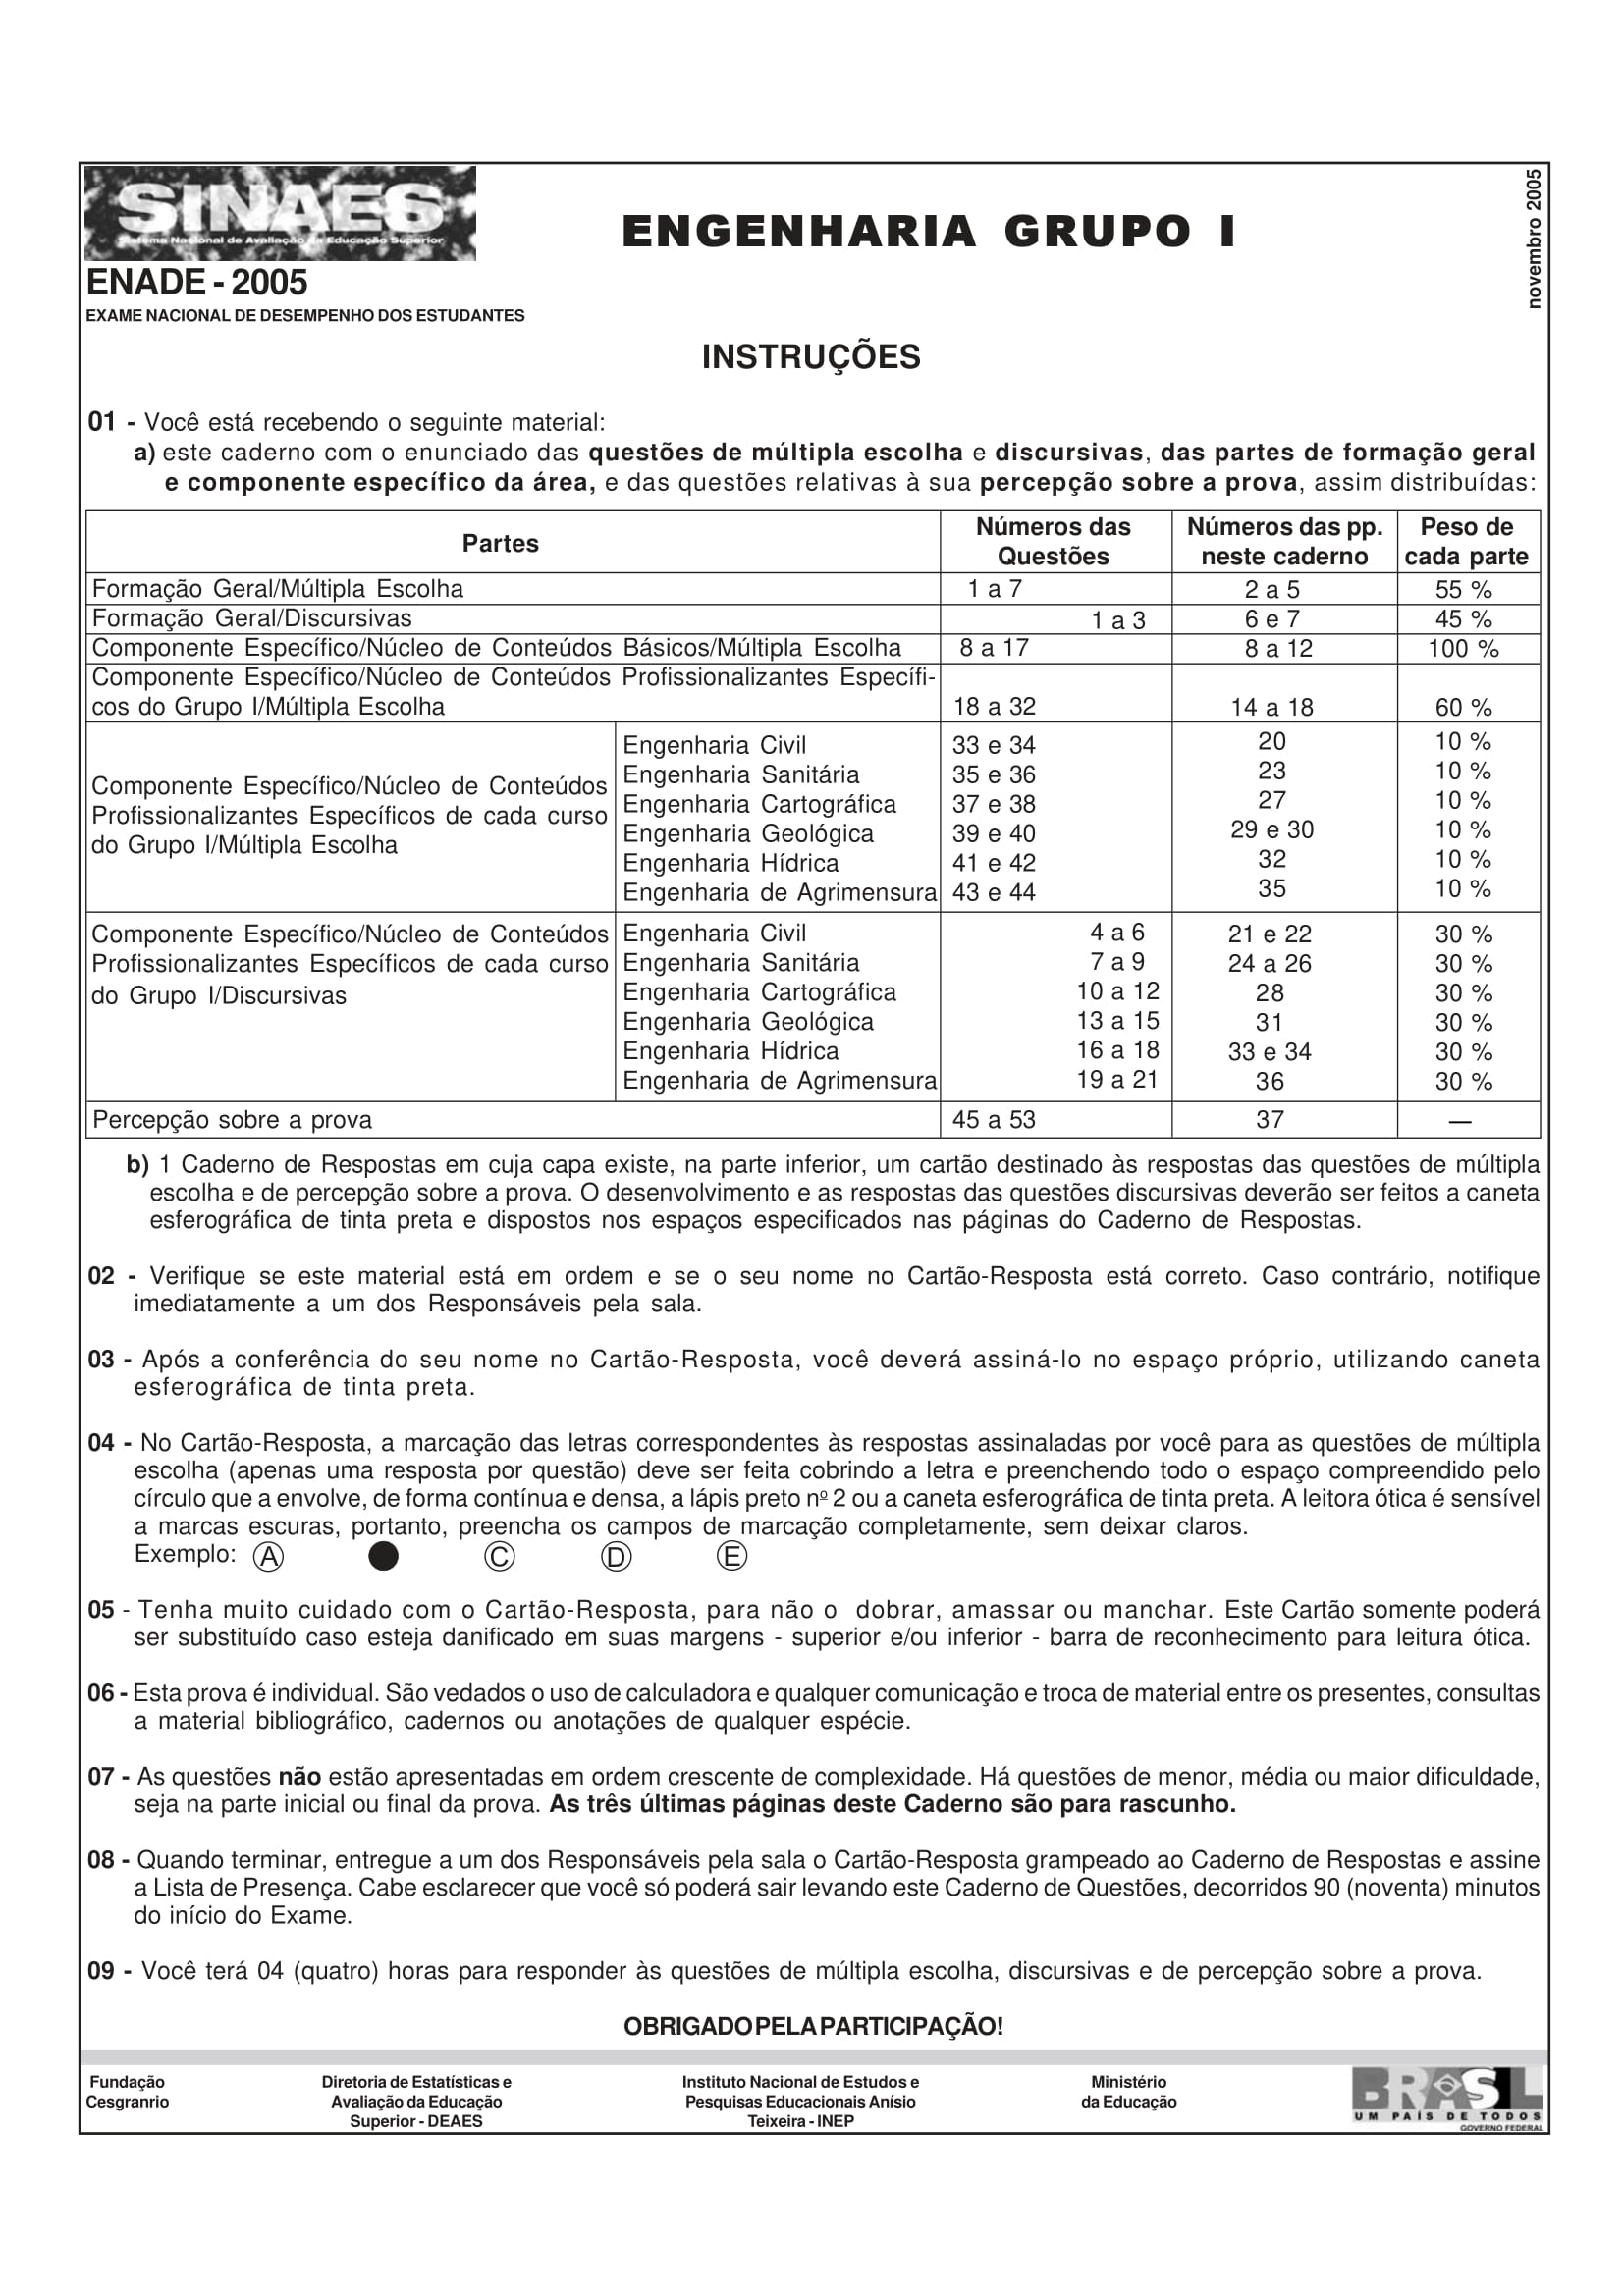 SINAES
Sistema Nacional de Avaliação da Educação Superior
ENGENHARIA GRUPO I
novembro 2005
ENADE - 2005
EXAME NACIONAL DE DESEMPENHO DOS ESTUDANTES
INSTRUÇÕES
01 - Você está recebendo o seguinte material:
a) este caderno com o enunciado das questões de múltipla escolha e discursivas, das partes de formação geral
e componente específico da área, e das questões relativas à sua percepção sobre a prova, assim distribuídas:
Partes
Números das Questões
Números das pp. neste caderno
Peso de cada parte
Formação Geral/Múltipla Escolha 1 a 7 2 a 5 55 %
Formação Geral/Discursivas 1 a 3 6 e 7 45 %
Componente Específico/Núcleo de Conteúdos Básicos/Múltipla Escolha 8 a 17 8 a 12 100 %
Componente Específico/Núcleo de Conteúdos Profissionalizantes Específi-
cos do Grupo I/Múltipla Escolha 18 a 32 14 a 18 60 %
Componente Específico/Núcleo de Conteúdos
Profissionalizantes Específicos de cada curso
do Grupo I/Múltipla Escolha
Engenharia Civil 33 e 34 20 10 %
Engenharia Sanitária 35 e 36 23 10 %
Engenharia Cartográfica 37 e 38 27 10 %
Engenharia Geológica 39 e 40 29 e 30 10 %
Engenharia Hídrica 41 e 42 32 10 %
Engenharia de Agrimensura 43 e 44 35 10 %
Componente Específico/Núcleo de Conteúdos
Profissionalizantes Específicos de cada curso
do Grupo I/Discursivas
Engenharia Civil 4 a 6 21 e 22 30 %
Engenharia Sanitária 7 a 9 24 a 26 30 %
Engenharia Cartográfica 10 a 12 28 30 %
Engenharia Geológica 13 a 15 31 30 %
Engenharia Hídrica 16 a 18 33 e 34 30 %
Engenharia de Agrimensura 19 a 21 36 30 %
Percepção sobre a prova 45 a 53 37 —
b) 1 Caderno de Respostas em cuja capa existe, na parte inferior, um cartão destinado às respostas das questões de múltipla
escolha e de percepção sobre a prova. O desenvolvimento e as respostas das questões discursivas deverão ser feitos a caneta
esferográfica de tinta preta e dispostos nos espaços especificados nas páginas do Caderno de Respostas.
02 - Verifique se este material está em ordem e se o seu nome no Cartão-Resposta está correto. Caso contrário, notifique
imediatamente a um dos Responsáveis pela sala.
03 - Após a conferência do seu nome no Cartão-Resposta, você deverá assiná-lo no espaço próprio, utilizando caneta
esferográfica de tinta preta.
04 - No Cartão-Resposta, a marcação das letras correspondentes às respostas assinaladas por você para as questões de múltipla
escolha (apenas uma resposta por questão) deve ser feita cobrindo a letra e preenchendo todo o espaço compreendido pelo
círculo que a envolve, de forma contínua e densa, a lápis preto nº 2 ou a caneta esferográfica de tinta preta. A leitora ótica é sensível
a marcas escuras, portanto, preencha os campos de marcação completamente, sem deixar claros.
Exemplo: A C D E
05 - Tenha muito cuidado com o Cartão-Resposta, para não o dobrar, amassar ou manchar. Este Cartão somente poderá
ser substituído caso esteja danificado em suas margens - superior e/ou inferior - barra de reconhecimento para leitura ótica.
06 - Esta prova é individual. São vedados o uso de calculadora e qualquer comunicação e troca de material entre os presentes, consultas
a material bibliográfico, cadernos ou anotações de qualquer espécie.
07 - As questões não estão apresentadas em ordem crescente de complexidade. Há questões de menor, média ou maior dificuldade,
seja na parte inicial ou final da prova. As três últimas páginas deste Caderno são para rascunho.
08 - Quando terminar, entregue a um dos Responsáveis pela sala o Cartão-Resposta grampeado ao Caderno de Respostas e assine
a Lista de Presença. Cabe esclarecer que você só poderá sair levando este Caderno de Questões, decorridos 90 (noventa) minutos
do início do Exame.
09 - Você terá 04 (quatro) horas para responder às questões de múltipla escolha, discursivas e de percepção sobre a prova.
OBRIGADO PELA PARTICIPAÇÃO!
Fundação
Cesgranrio
Diretoria de Estatísticas e
Avaliação da Educação
Superior - DEAES
Instituto Nacional de Estudos e
Pesquisas Educacionais Anísio
Teixeira - INEP
Ministério
da Educação
BRASIL
UM PAÍS DE TODOS
GOVERNO FEDERAL